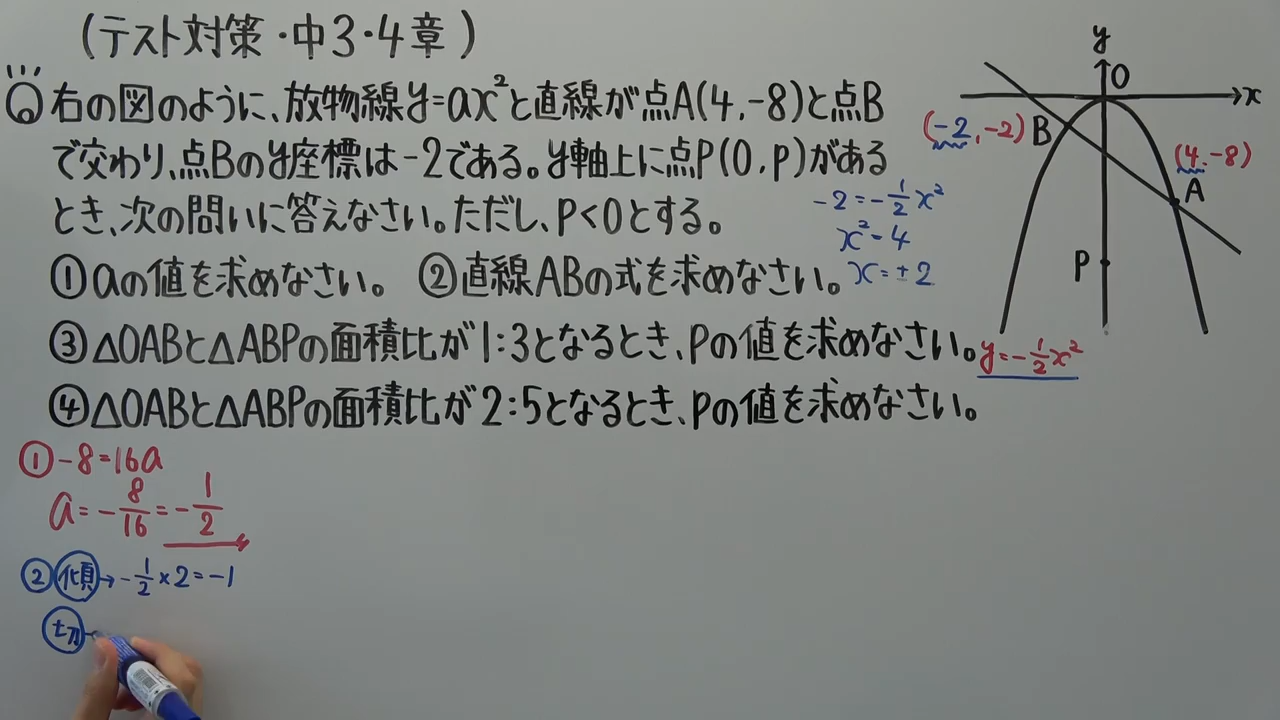 (テスト対策・中3・4章)
Q 右の図のように、放物線y=ax²と直線が点A(4,-8)と点B
で交わり、点Bのy座標は-2である。y軸上に点P(0,p)がある
とき、次の問いに答えなさい。ただし、P<0とする。
①aの値を求めなさい。 ②直線ABの式を求めなさい。
③△OABと△ABPの面積比が1:3となるとき、Pの値を求めなさい。
④△OABと△ABPの面積比が2:5となるとき、Pの値を求めなさい。
y
O
x
(-2,-2) B
(4,-8)
A
P
y=-1/2x²
-2=-1/2x²
x²=4
x=±2
①-8=16a
a=-8/16=-1/2
②傾→-1/2×2=-1
切